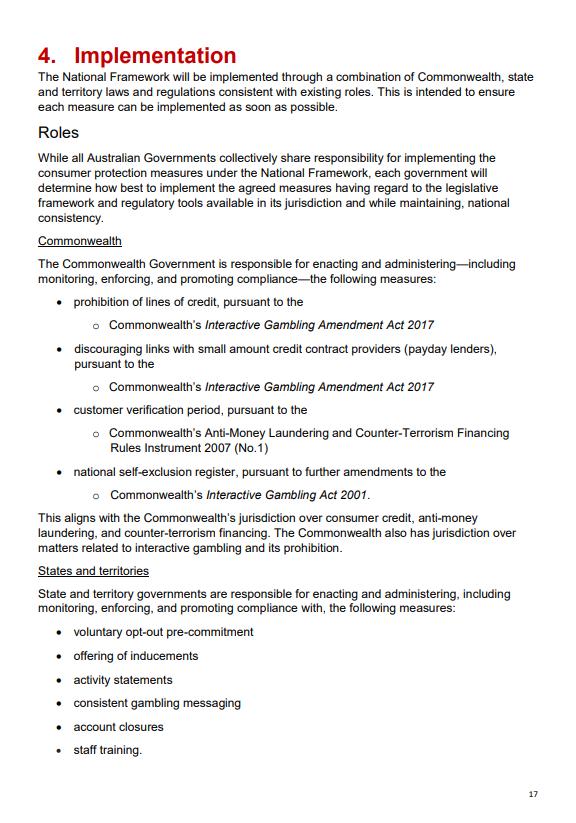 4. Implementation
The National Framework will be implemented through a combination of Commonwealth, state
and territory laws and regulations consistent with existing roles. This is intended to ensure
each measure can be implemented as soon as possible.
Roles
While all Australian Governments collectively share responsibility for implementing the
consumer protection measures under the National Framework, each government will
determine how best to implement the agreed measures having regard to the legislative
framework and regulatory tools available in its jurisdiction and while maintaining, national
consistency.
Commonwealth
The Commonwealth Government is responsible for enacting and administering—including
monitoring, enforcing, and promoting compliance—the following measures:
• prohibition of lines of credit, pursuant to the
o Commonwealth's Interactive Gambling Amendment Act 2017
• discouraging links with small amount credit contract providers (payday lenders),
pursuant to the
o Commonwealth's Interactive Gambling Amendment Act 2017
• customer verification period, pursuant to the
o Commonwealth's Anti-Money Laundering and Counter-Terrorism Financing
Rules Instrument 2007 (No.1)
• national self-exclusion register, pursuant to further amendments to the
o Commonwealth's Interactive Gambling Act 2001.
This aligns with the Commonwealth's jurisdiction over consumer credit, anti-money
laundering, and counter-terrorism financing. The Commonwealth also has jurisdiction over
matters related to interactive gambling and its prohibition.
States and territories
State and territory governments are responsible for enacting and administering, including
monitoring, enforcing, and promoting compliance with, the following measures:
• voluntary opt-out pre-commitment
• offering of inducements
• activity statements
• consistent gambling messaging
• account closures
• staff training.
17